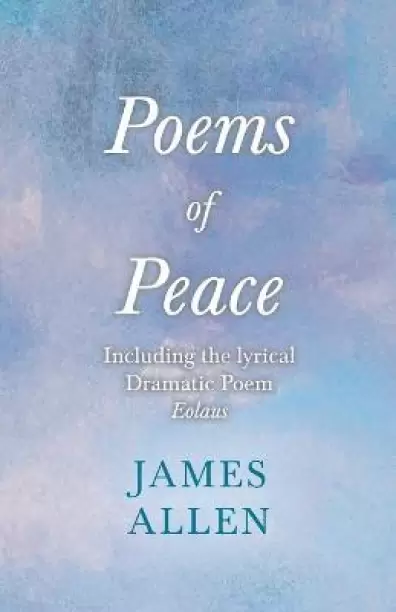 Poems
of
Peace
Including the lyrical
Dramatic Poem
Eolaus
JAMES
ALLEN